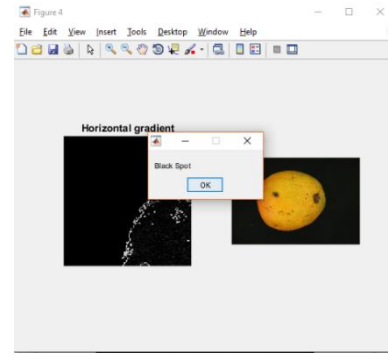 Figure 4
File Edit View Insert Tools Desktop Window Help
Horizontal gradient
Black Spot
OK